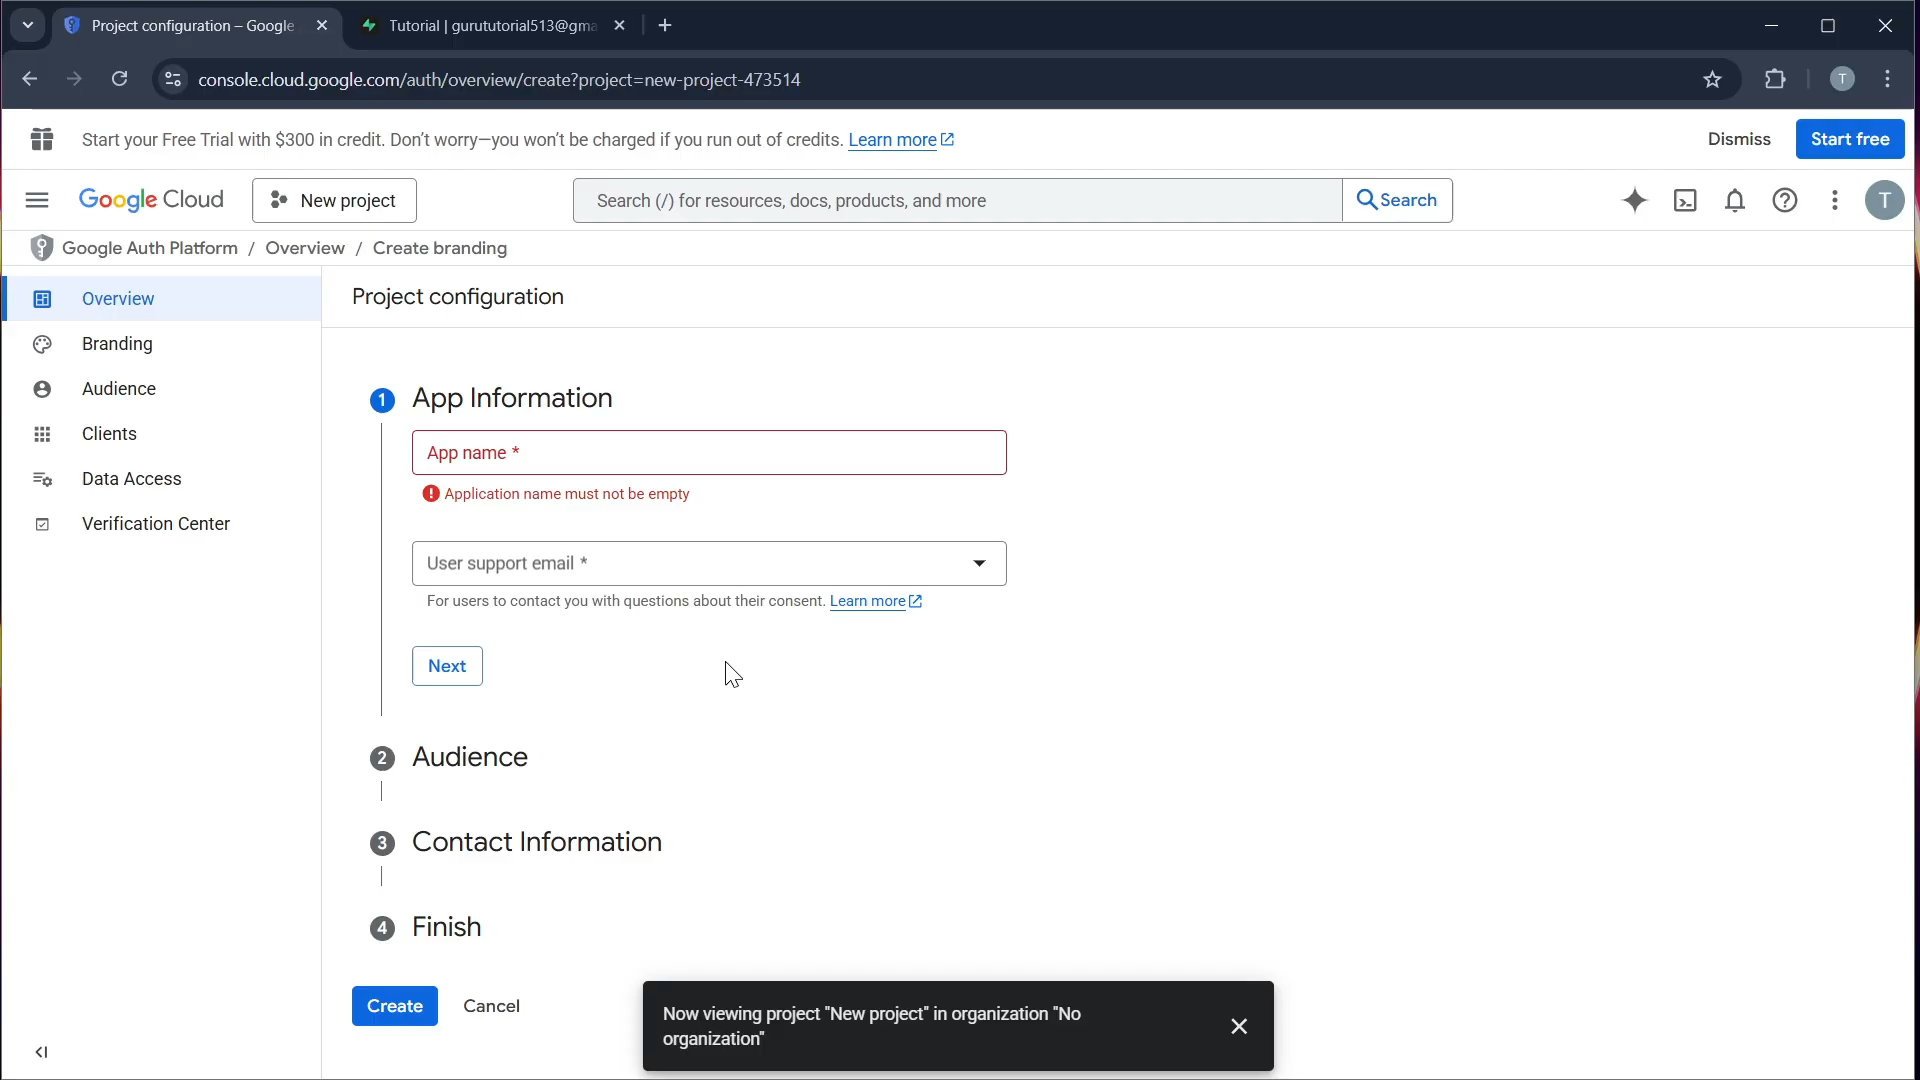 Project configuration – Google
Tutorial | gurututorial513@gma
console.cloud.google.com/auth/overview/create?project=new-project-473514
T
Start your Free Trial with $300 in credit. Don't worry—you won't be charged if you run out of credits. Learn more
Dismiss
Start free
Google Cloud
New project
Search (/) for resources, docs, products, and more
Search
T
Google Auth Platform / Overview / Create branding
Overview
Branding
Audience
Clients
Data Access
Verification Center
Project configuration
1 App Information
App name *
Application name must not be empty
User support email *
For users to contact you with questions about their consent. Learn more
Next
2 Audience
3 Contact Information
4 Finish
Create
Cancel
Now viewing project "New project" in organization "No
organization"